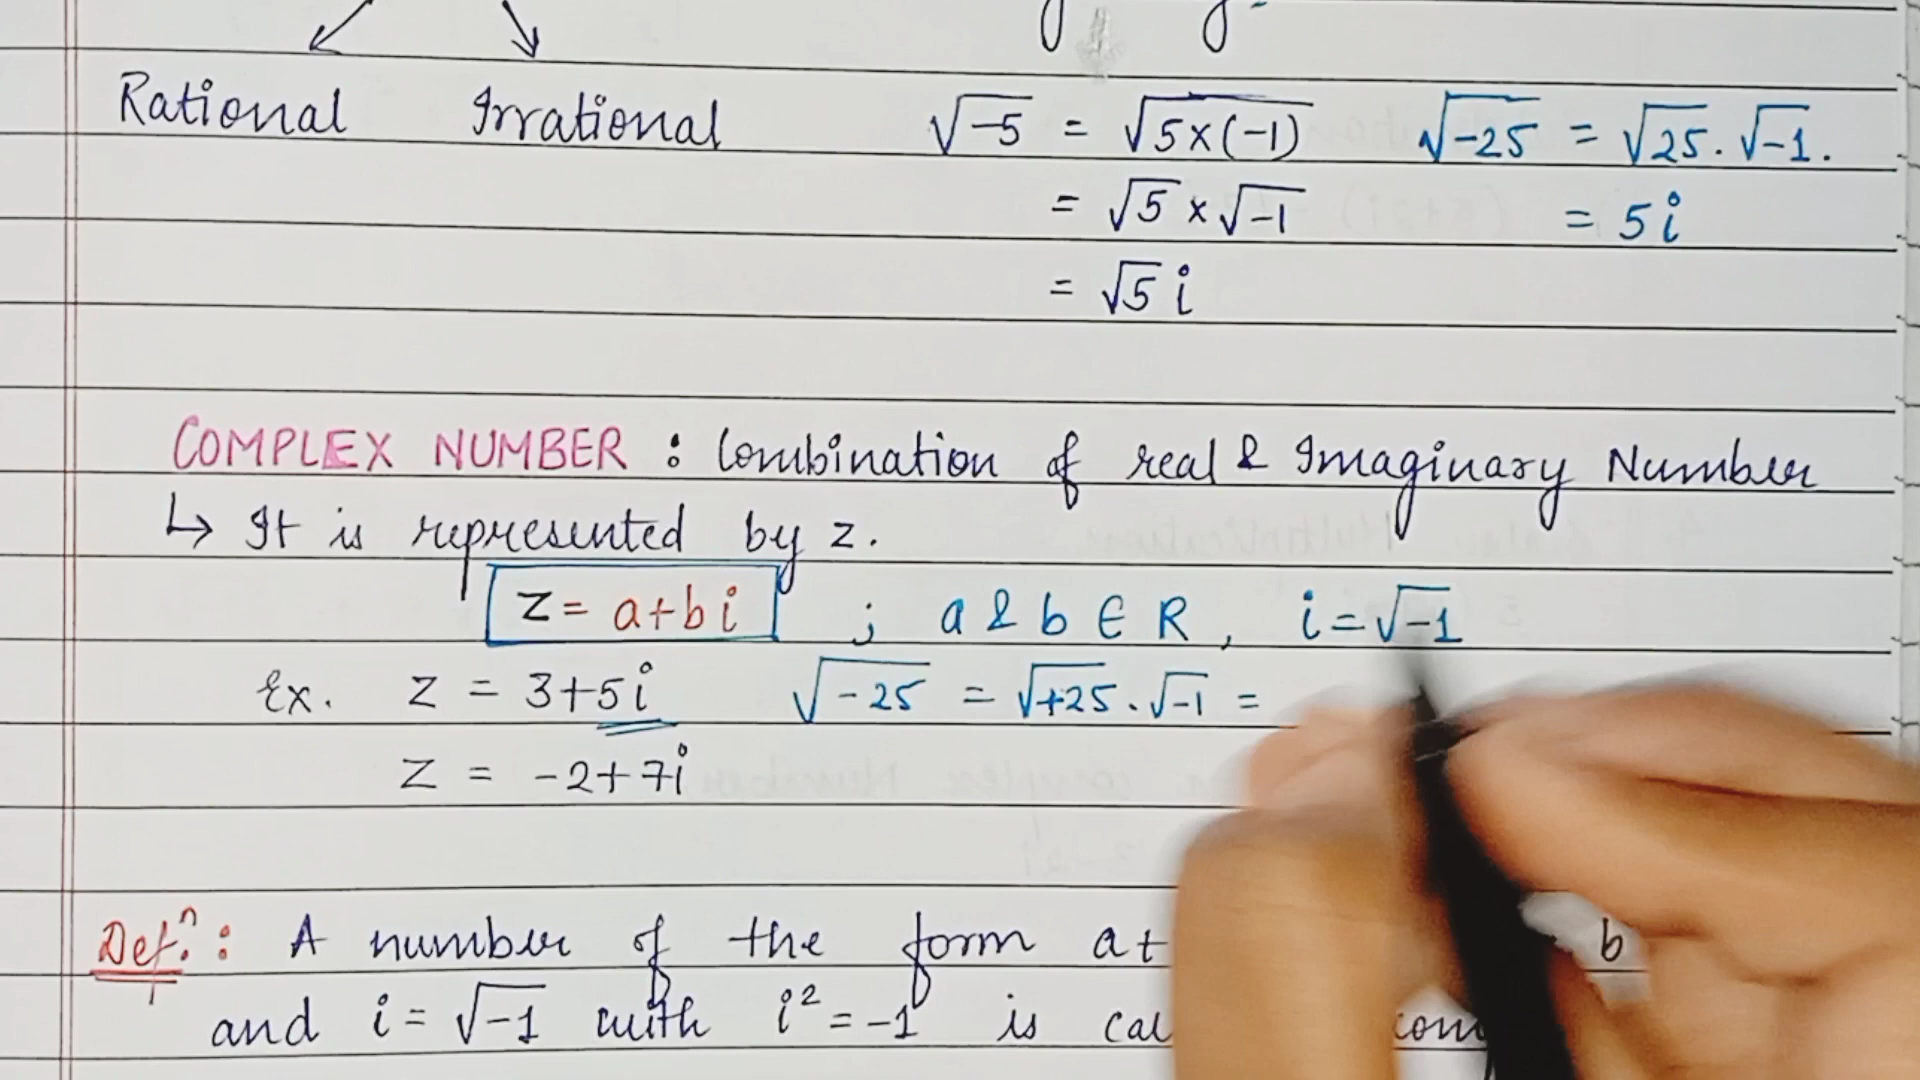 Rational Irrational √-5 = √5×(-1) √-25 = √25 . √-1 .
= √5 × √-1 = 5i
= √5 i
COMPLEX NUMBER : Combination of real & Imaginary Number
↳ It is represented by z.
z = a+bi ; a & b ∈ R , i = √-1
Ex. z = 3+5i √-25 = √+25 . √-1 =
z = -2+7i
Defⁿ. : A number of the form a+ b
and i = √-1 with i² = -1 is